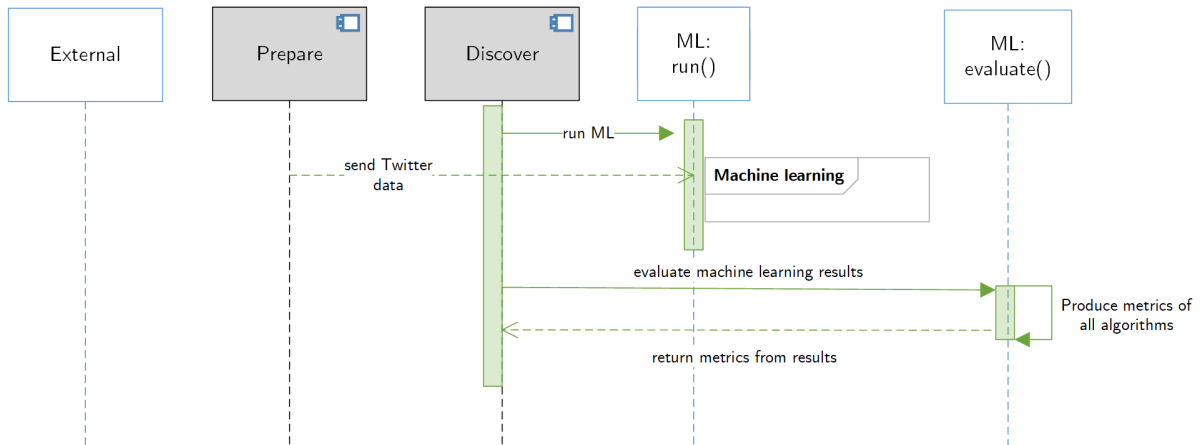 External
Prepare
Discover
ML:
run()
ML:
evaluate()
run ML
send Twitter
data
Machine learning
evaluate machine learning results
Produce metrics of
all algorithms
return metrics from results